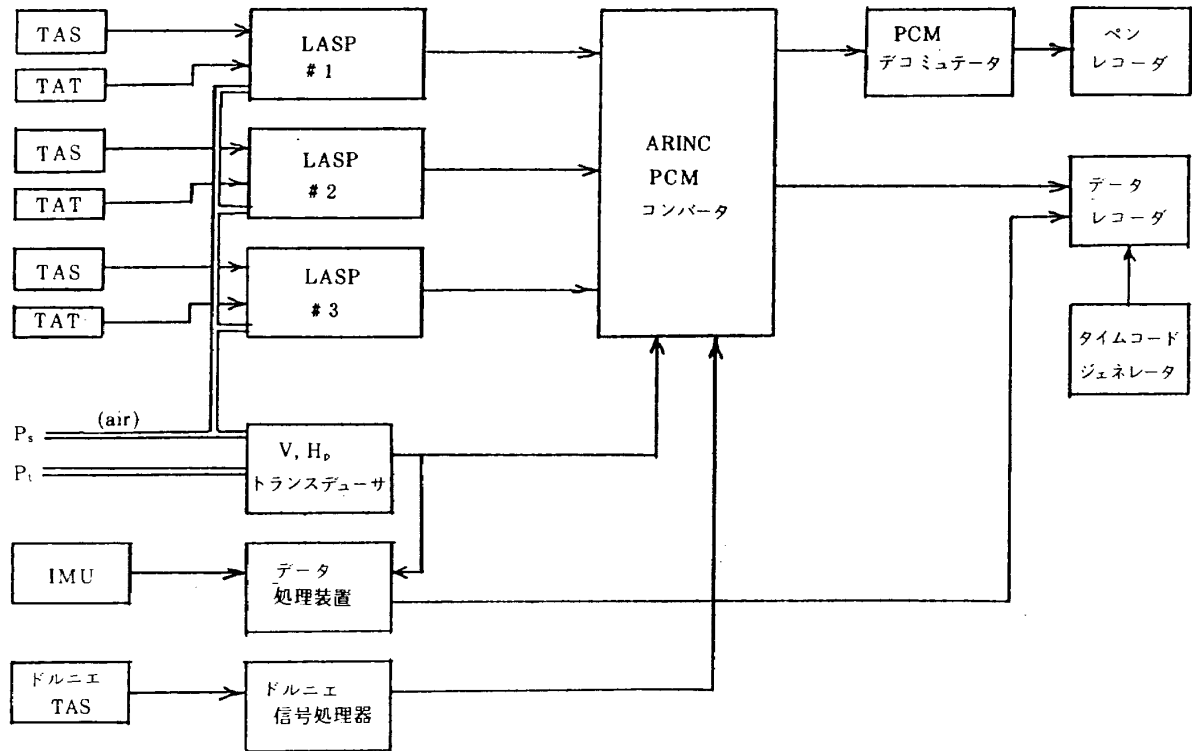 TAS
TAT
LASP
# 1
TAS
TAT
LASP
# 2
TAS
TAT
LASP
# 3
ARINC
PCM
コンバータ
PCM
デコミュテータ
ペン
レコーダ
データ
レコーダ
タイムコード
ジェネレータ
(air)
Ps
Pt
V, Hp
トランスデューサ
IMU
データ
処理装置
ドルニエ
TAS
ドルニエ
信号処理器